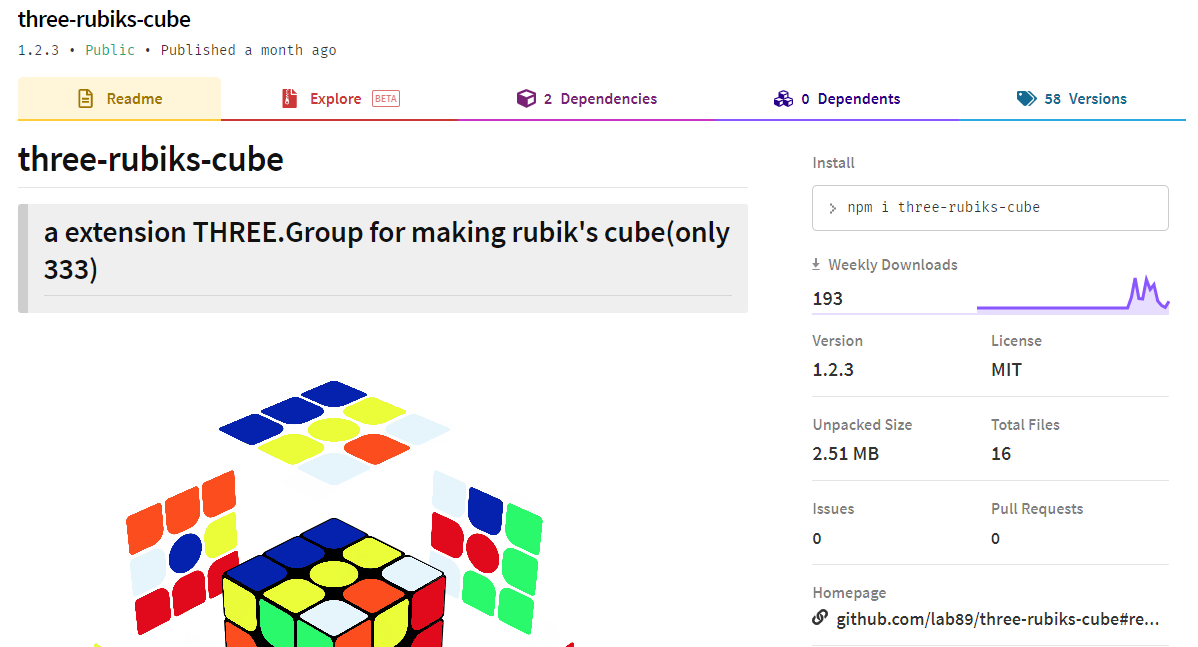 three-rubiks-cube
1.2.3 • Public • Published a month ago
Readme
Explore BETA
2 Dependencies
0 Dependents
58 Versions
three-rubiks-cube
a extension THREE.Group for making rubik's cube(only
333)
Install
> npm i three-rubiks-cube
Weekly Downloads
193
Version
License
1.2.3
MIT
Unpacked Size
Total Files
2.51 MB
16
Issues
Pull Requests
0
0
Homepage
github.com/lab89/three-rubiks-cube#re...